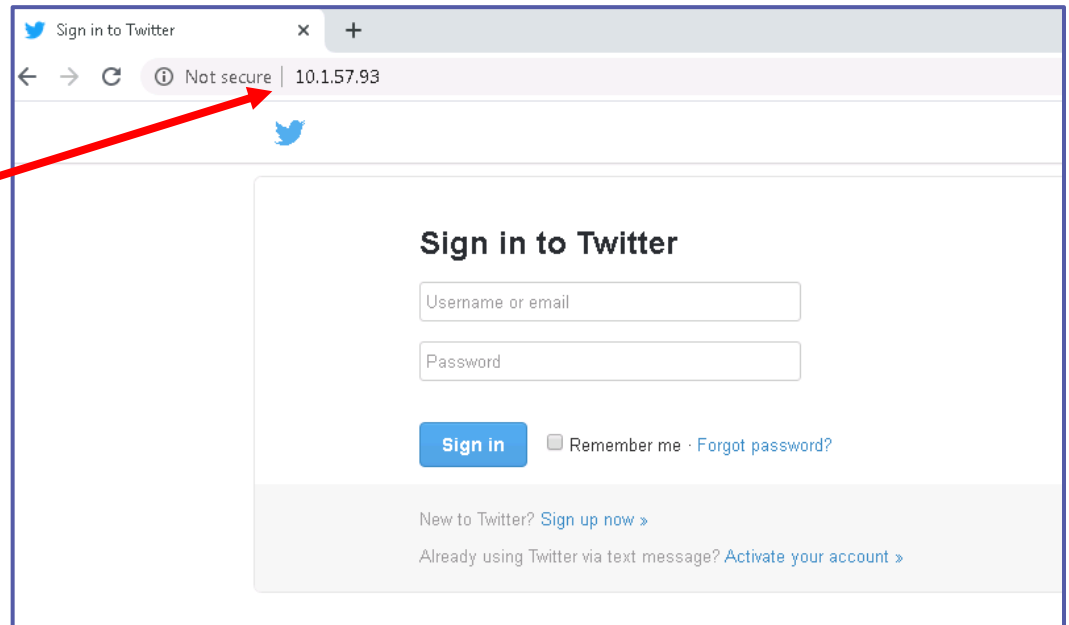 Sign in to Twitter
Not secure | 10.1.57.93
Sign in to Twitter
Username or email
Password
Sign in Remember me · Forgot password?
New to Twitter? Sign up now »
Already using Twitter via text message? Activate your account »